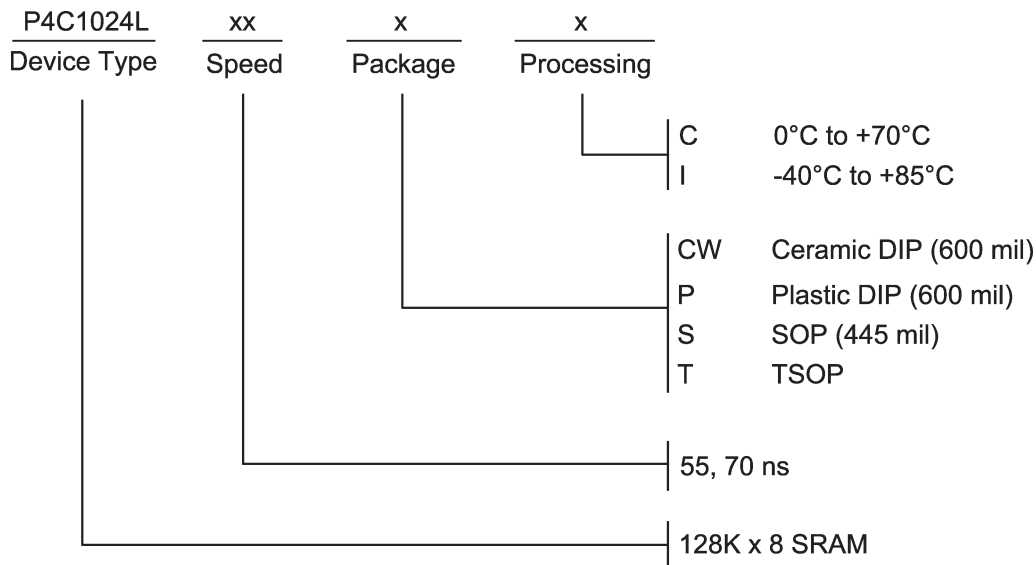 P4C1024L xx x x
Device Type Speed Package Processing
C 0°C to +70°C
I -40°C to +85°C
CW Ceramic DIP (600 mil)
P Plastic DIP (600 mil)
S SOP (445 mil)
T TSOP
55, 70 ns
128K x 8 SRAM